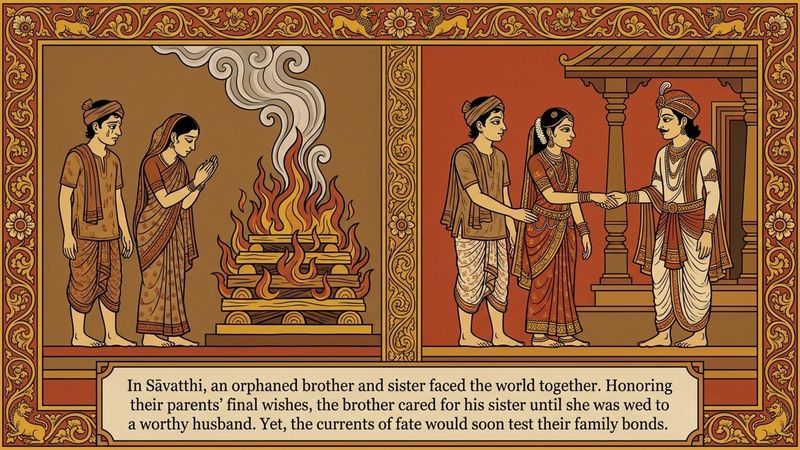 In Sāvatthi, an orphaned brother and sister faced the world together. Honoring
their parents’ final wishes, the brother cared for his sister until she was wed to
a worthy husband. Yet, the currents of fate would soon test their family bonds.